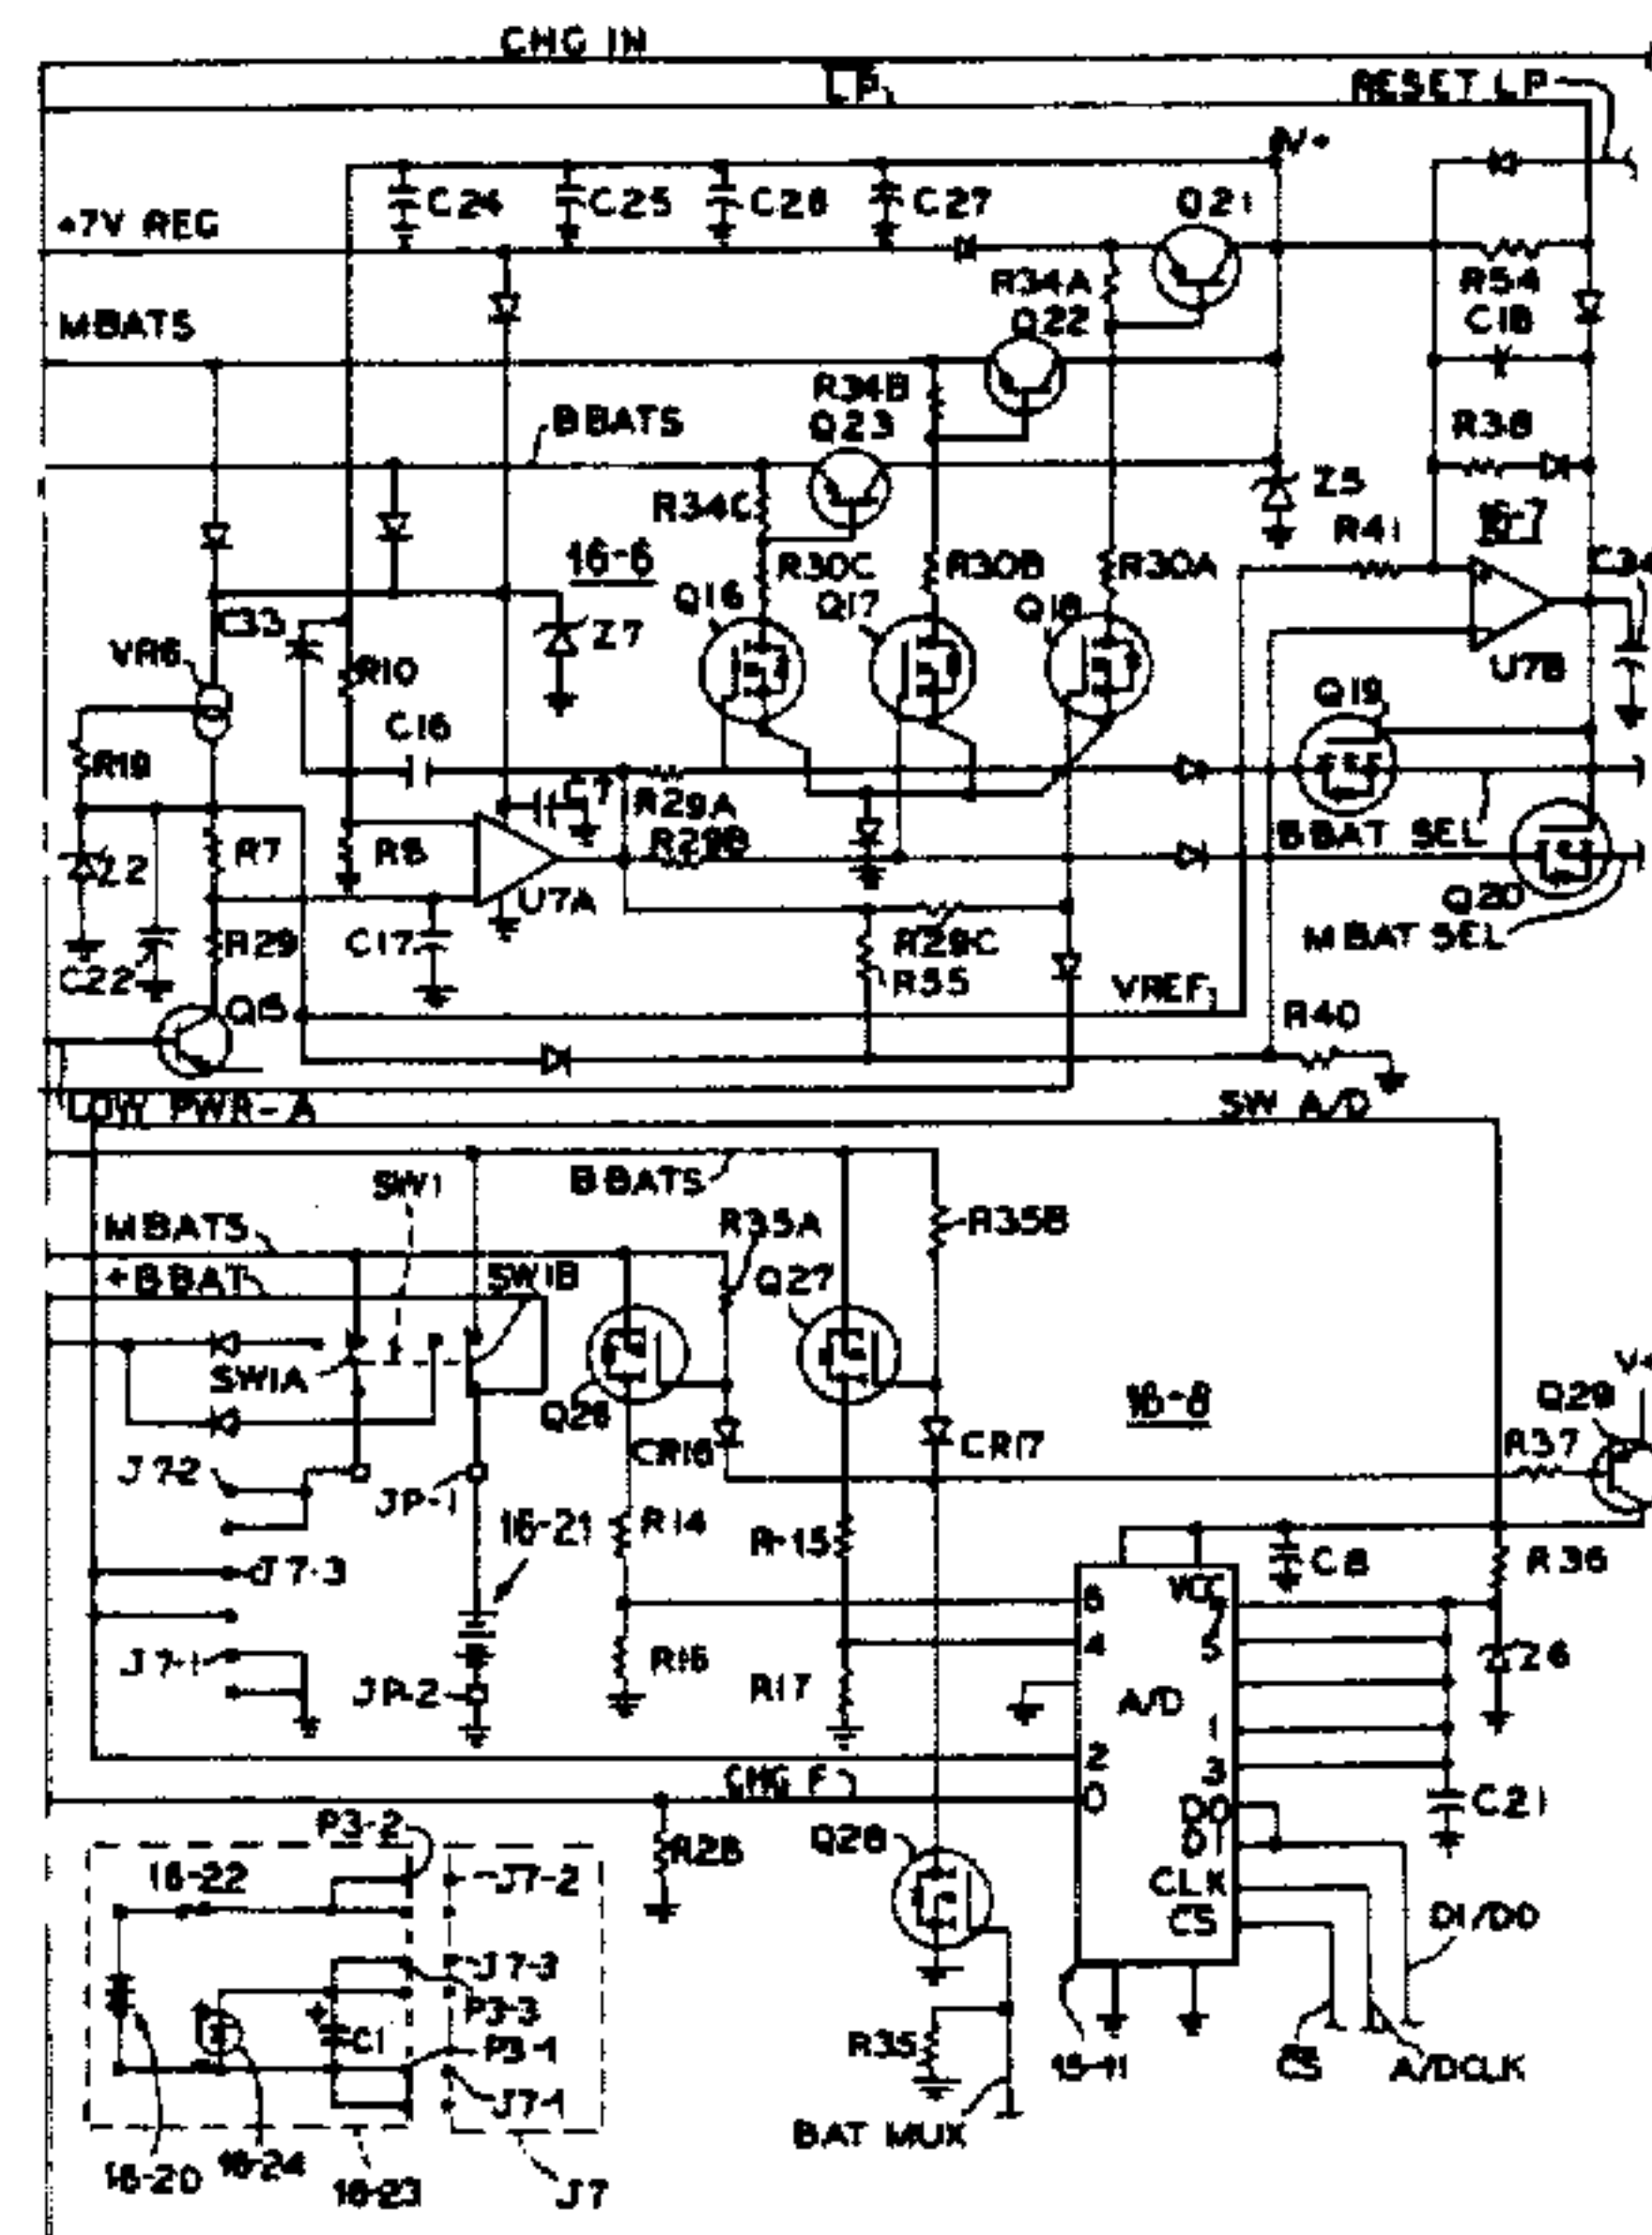 CHG IN
LP
RESET LP
V+
C24
C25
C26
C27
Q21
+7V REG
R34A
R54
MBATS
Q22
C18
R34B
BBATS
Q23
R38
R34C
Z5
16-7
R41
16-6
R30C
R30B
R30A
Q16
Q17
Q18
C33
Z7
VR6
U7B
R10
Q19
C16
R19
C7
R29A
R29B
BBAT SEL
R7
R8
Z2
U7A
Q20
R29
C17
R29C
MBAT SEL
C22
R55
VREF
Q15
R40
LOW PWR-A
SW A/D
SW1
BBATS
MBATS
R35A
R35B
+BBAT
SW1B
Q27
SW1A
Q26
16-8
V+
Q29
CR16
CR17
R37
J7-2
JP-1
16-21
R14
R-15
C8
R36
J7-3
VCC
6
7
4
5
J7-1
R16
JP-2
R17
A/D
Z6
1
2
3
CHG F
0
DO
C21
P3-2
DI
R28
Q28
16-22
J7-2
CLK
CS
DI/DO
J7-3
P3-3
C1
P3-1
R35
15-11
CS
A/DCLK
J7-1
BAT MUX
16-20
16-24
16-23
J7